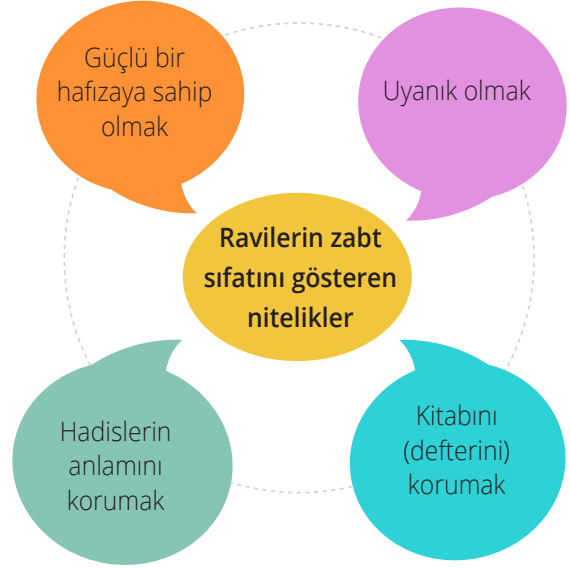 Güçlü bir
hafızaya sahip
olmak
Uyanık olmak
Ravilerin zabt
sıfatını gösteren
nitelikler
Hadislerin
anlamını
korumak
Kitabını
(defterini)
korumak